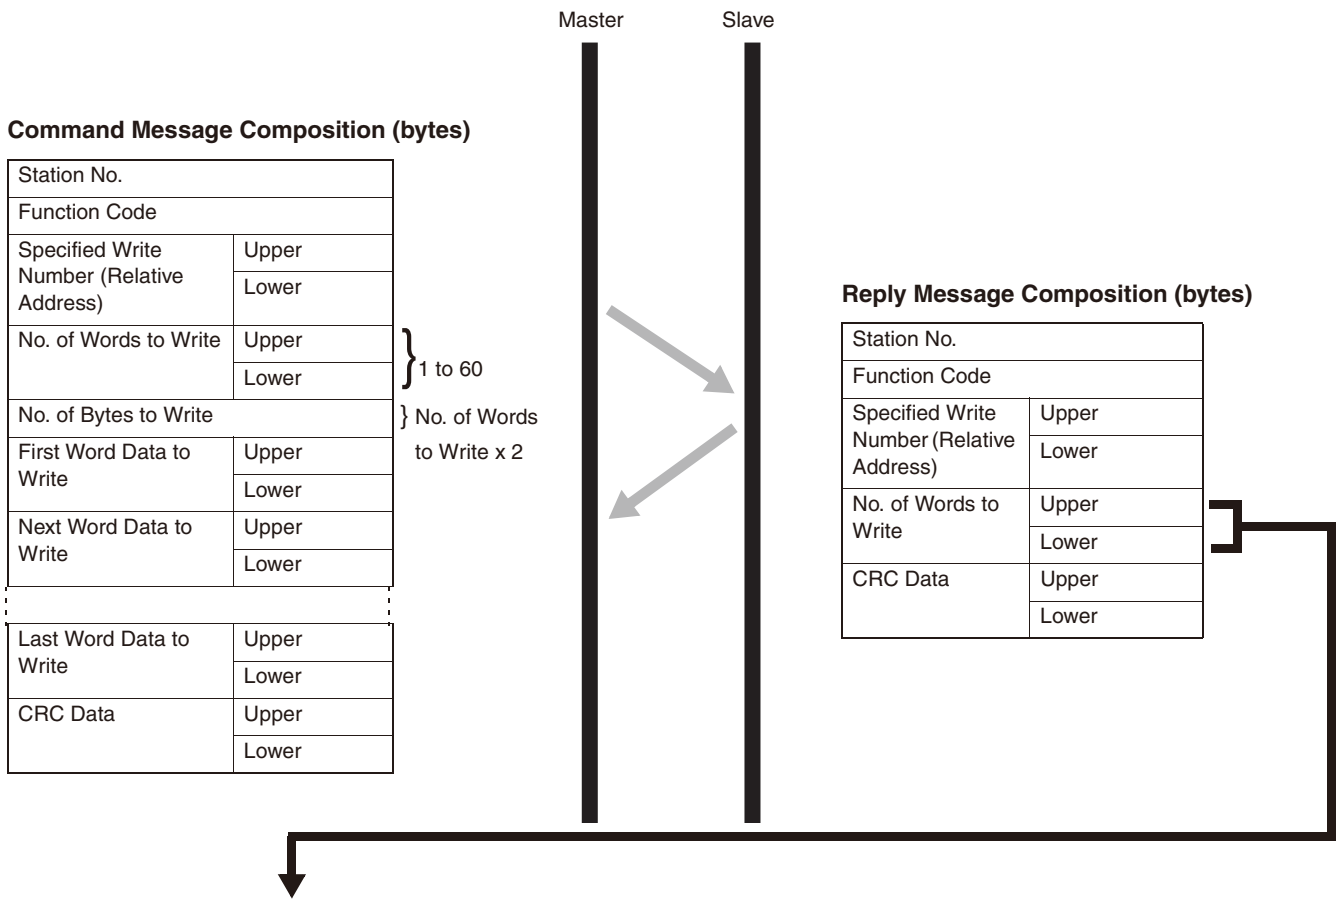 Master
Slave
Command Message Composition (bytes)
Station No.
Function Code
Specified Write
Number (Relative
Address)
Upper
Lower
No. of Words to Write
Upper
Lower
1 to 60
No. of Bytes to Write
No. of Words
to Write x 2
First Word Data to
Write
Upper
Lower
Next Word Data to
Write
Upper
Lower
Last Word Data to
Write
Upper
Lower
CRC Data
Upper
Lower
Reply Message Composition (bytes)
Station No.
Function Code
Specified Write
Number (Relative
Address)
Upper
Lower
No. of Words to
Write
Upper
Lower
CRC Data
Upper
Lower